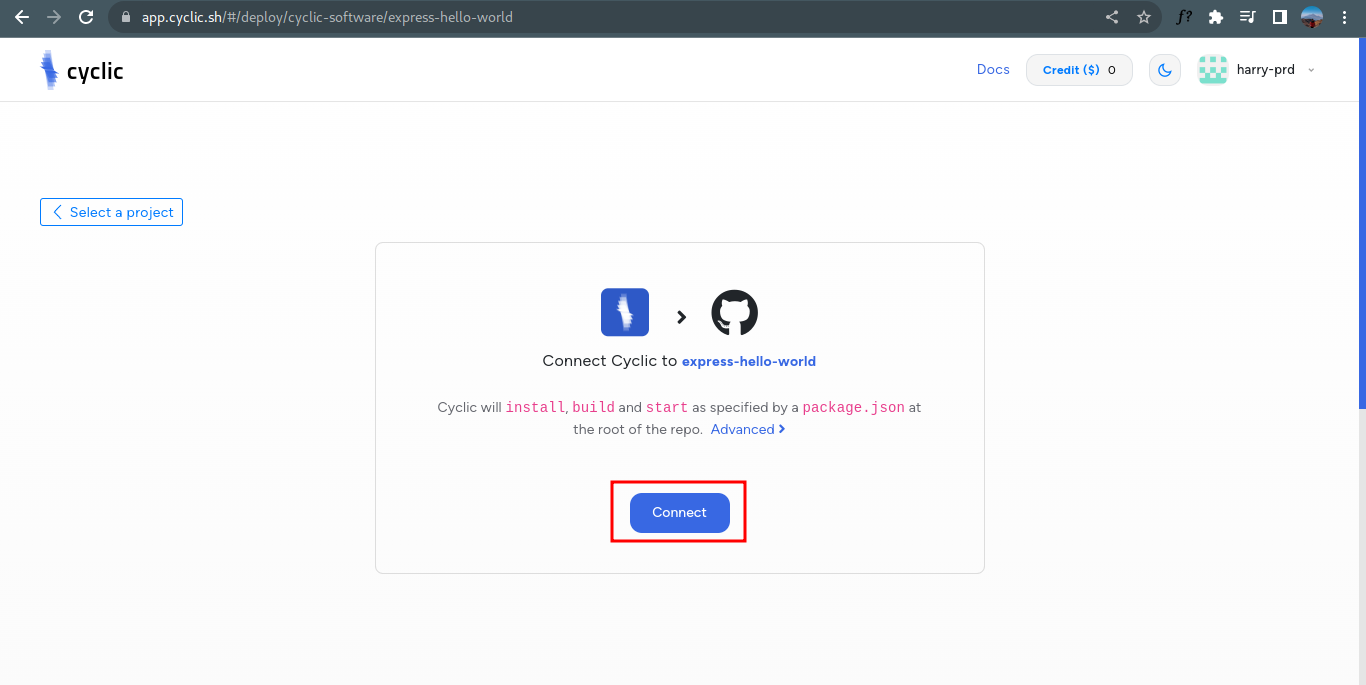 app.cyclic.sh/#/deploy/cyclic-software/express-hello-world
f?
cyclic
Docs
Credit ($) 0
harry-prd
Select a project
Connect Cyclic to express-hello-world
Cyclic will install, build and start as specified by a package.json at
the root of the repo. Advanced
Connect